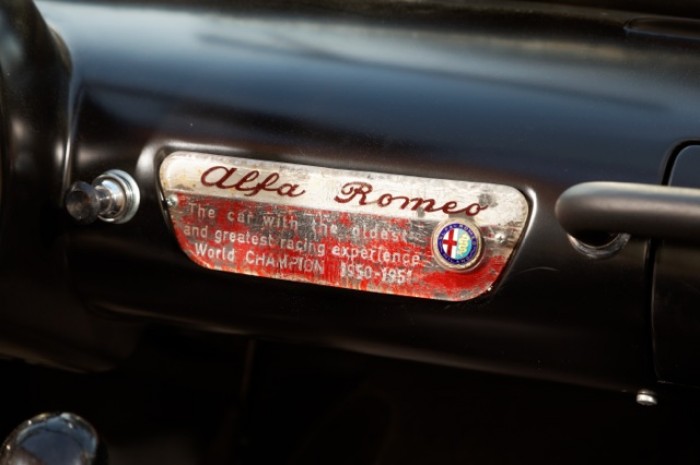 Alfa Romeo
The car with the oldest
and greatest racing experience
World CHAMPION 1950-1951